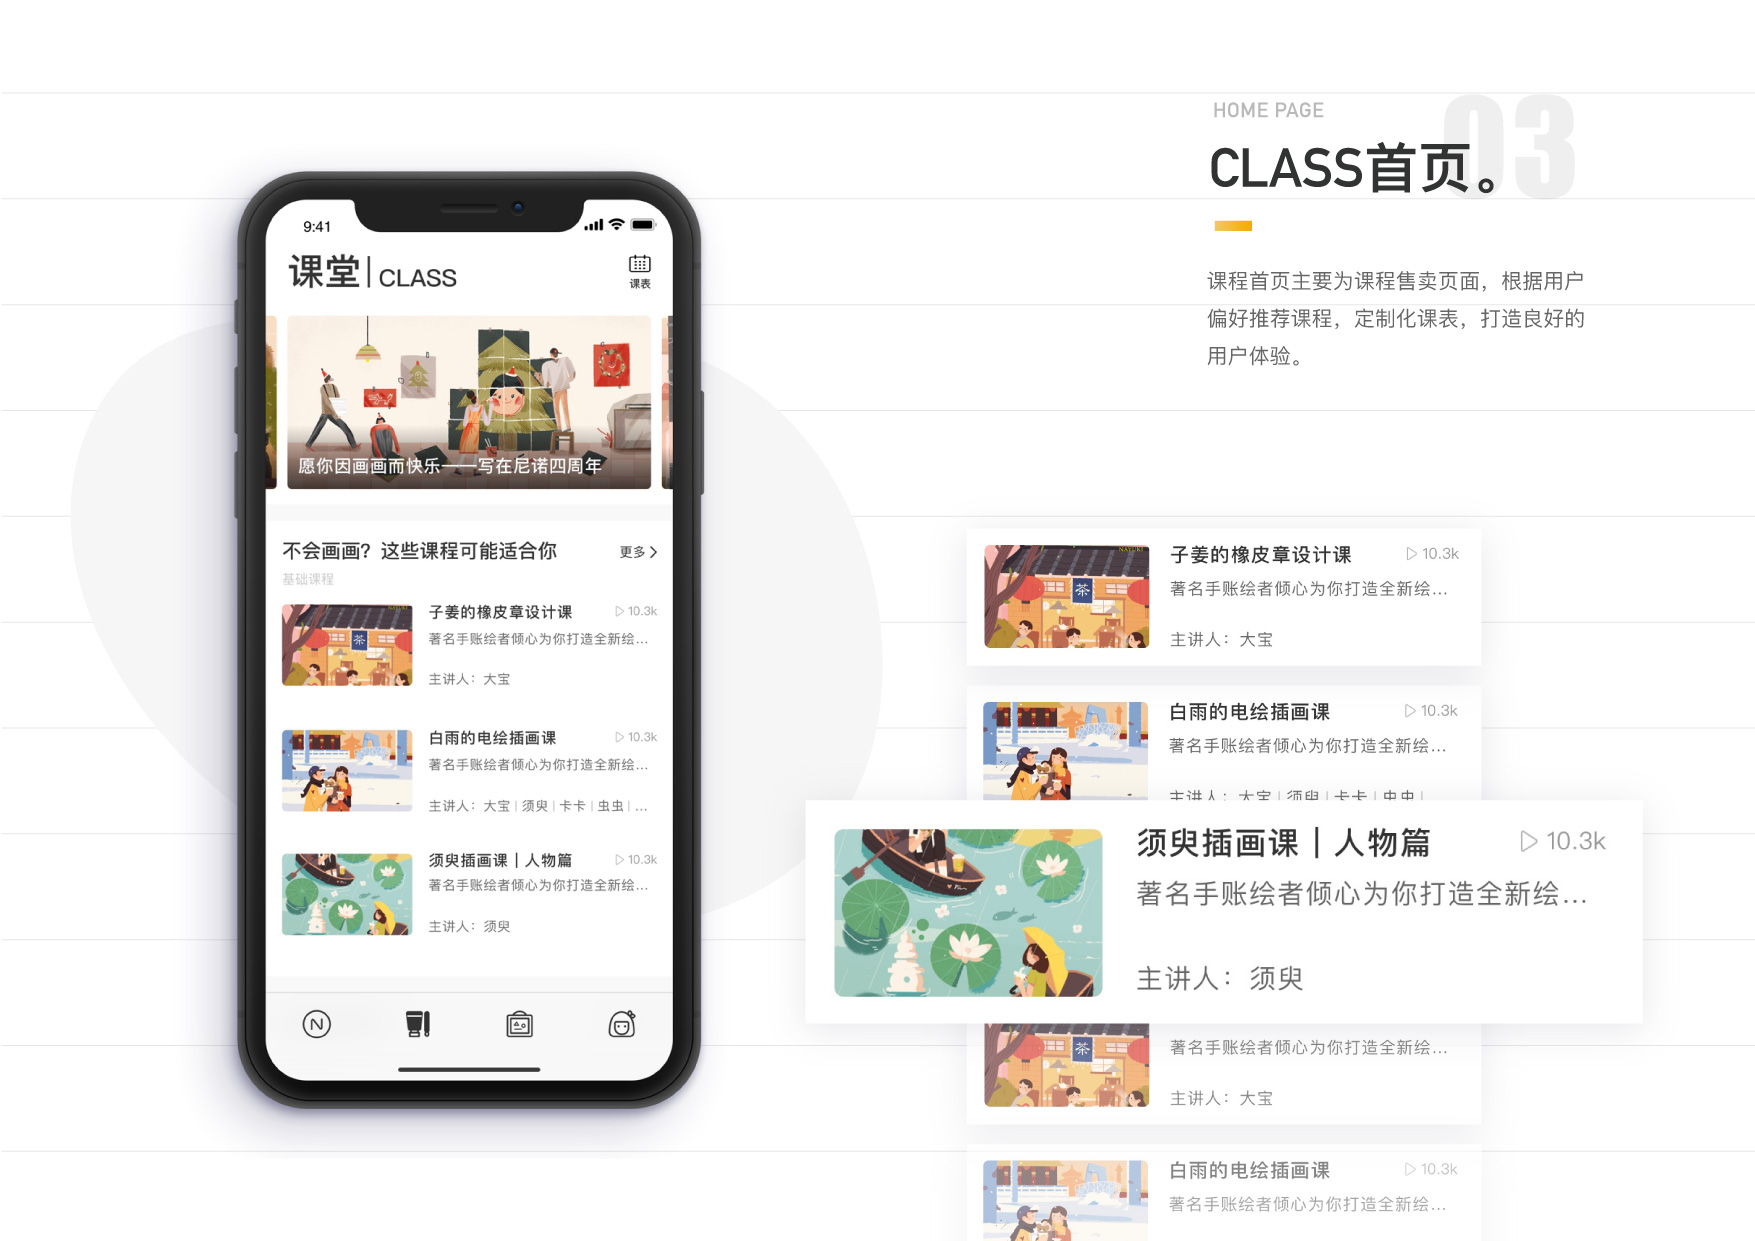 HOME PAGE
03
CLASS首页。
课程首页主要为课程售卖页面，根据用户
偏好推荐课程，定制化课表，打造良好的
用户体验。
9:41
课堂|CLASS
课表
愿你因画画而快乐——写在尼诺四周年
不会画画？这些课程可能适合你
更多
基础课程
茶
子姜的橡皮章设计课
10.3k
著名手账绘者倾心为你打造全新绘...
主讲人：大宝
白雨的电绘插画课
10.3k
著名手账绘者倾心为你打造全新绘...
主讲人：大宝|须臾|卡卡|虫虫|...
须臾插画课|人物篇
10.3k
著名手账绘者倾心为你打造全新绘...
主讲人：须臾
N
茶
子姜的橡皮章设计课
10.3k
著名手账绘者倾心为你打造全新绘...
主讲人：大宝
白雨的电绘插画课
10.3k
著名手账绘者倾心为你打造全新绘...
主讲人：大宝|须臾|卡卡|虫虫|
须臾插画课|人物篇
10.3k
著名手账绘者倾心为你打造全新绘...
主讲人：须臾
茶
著名手账绘者倾心为你打造全新绘...
主讲人：大宝
白雨的电绘插画课
10.3k
著名手账绘者倾心为你打造全新绘...